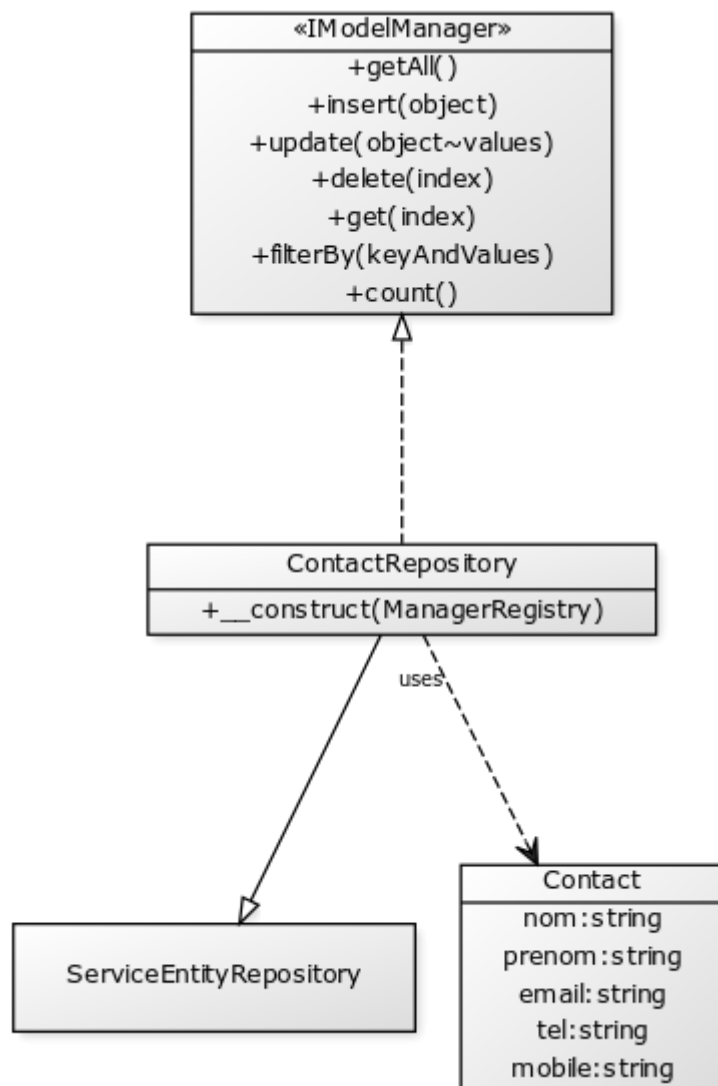 «IModelManager»
+getAll()
+insert(object)
+update(object~values)
+delete(index)
+get(index)
+filterBy(keyAndValues)
+count()
ContactRepository
+__construct(ManagerRegistry)
uses
ServiceEntityRepository
Contact
nom:string
prenom:string
email:string
tel:string
mobile:string